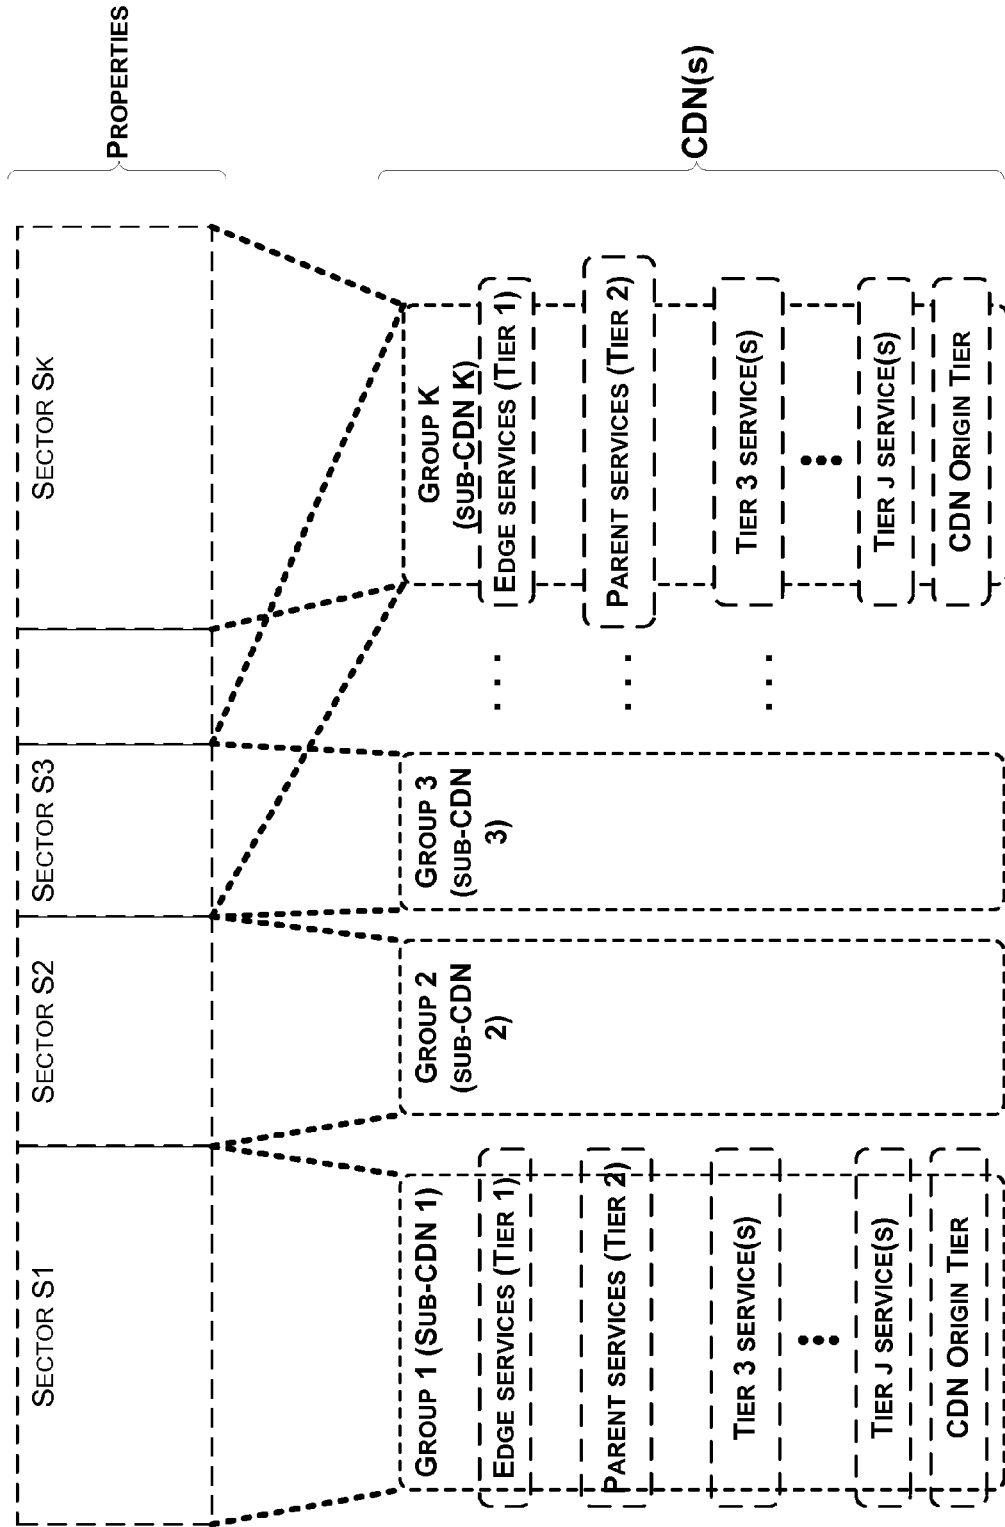 SECTOR S1
SECTOR S2
SECTOR S3
SECTOR SK
PROPERTIES
GROUP 1 (SUB-CDN 1)
EDGE SERVICES (TIER 1)
PARENT SERVICES (TIER 2)
TIER 3 SERVICE(S)
•••
TIER J SERVICE(S)
CDN ORIGIN TIER
GROUP 2
(SUB-CDN
2)
GROUP 3
(SUB-CDN
3)
. . .
. . .
. . .
GROUP K
(SUB-CDN K)
EDGE SERVICES (TIER 1)
PARENT SERVICES (TIER 2)
TIER 3 SERVICE(S)
•••
TIER J SERVICE(S)
CDN ORIGIN TIER
CDN(s)